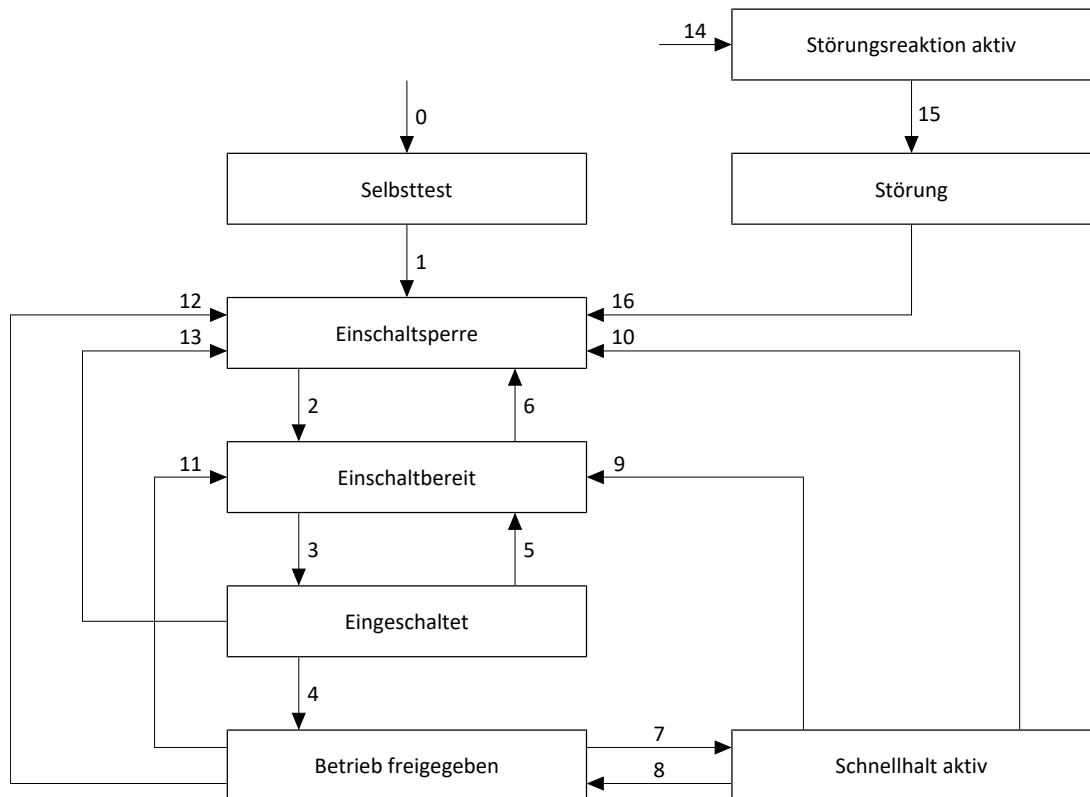 14
Störungsreaktion aktiv
0
15
Selbsttest
Störung
1
12
16
Einschaltsperre
13
10
2
6
11
Einschaltbereit
9
3
5
Eingeschaltet
4
7
Betrieb freigegeben
8
Schnellhalt aktiv